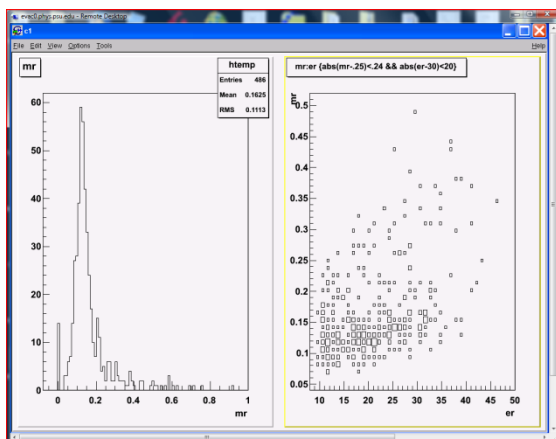 evac0.phys.psu.edu - Remote Desktop
c1
File Edit View Options Tools Help
mr
htemp
Entries 486
Mean 0.1625
RMS 0.1113
60
50
40
30
20
10
0
0 0.2 0.4 0.6 0.8 1
mr
mr:er {abs(mr-.25)<.24 && abs(er-30)<20}
mr
0.5
0.45
0.4
0.35
0.3
0.25
0.2
0.15
0.1
0.05
10 15 20 25 30 35 40 45 50
er